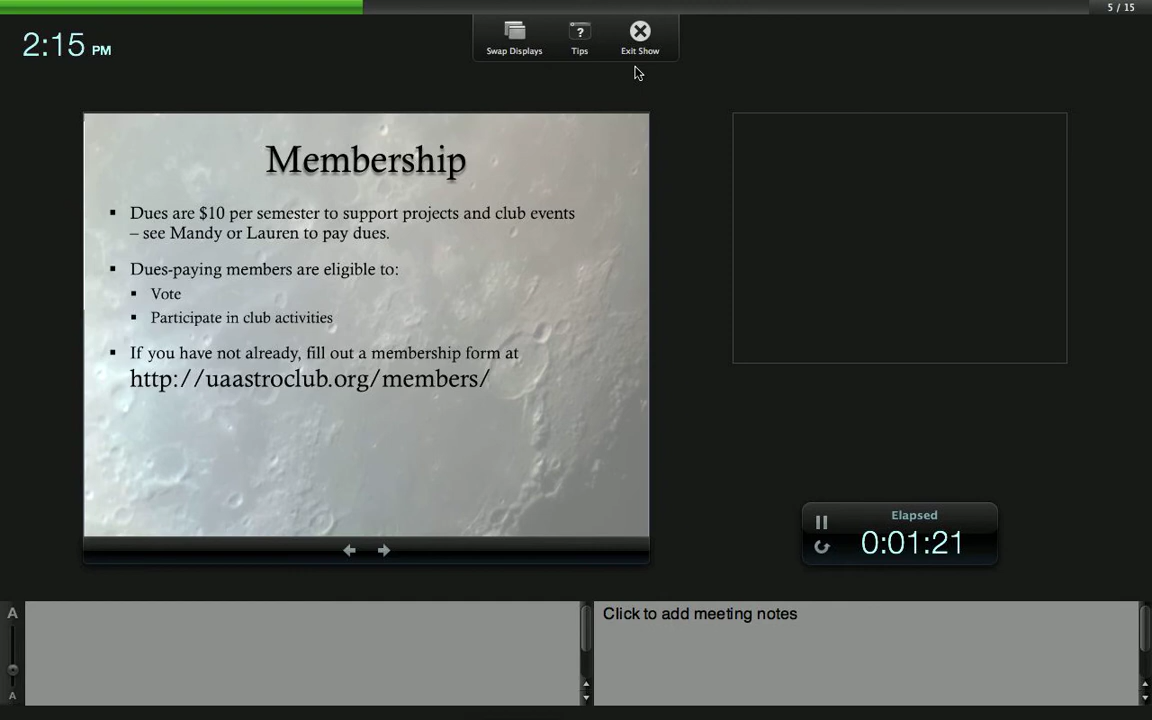 5 / 15
2:15 PM
Swap Displays
Tips
Exit Show
Membership
▪ Dues are $10 per semester to support projects and club events
– see Mandy or Lauren to pay dues.
▪ Dues-paying members are eligible to:
▪ Vote
▪ Participate in club activities
▪ If you have not already, fill out a membership form at
http://uaastroclub.org/members/
Elapsed
0:01:21
A
A
Click to add meeting notes